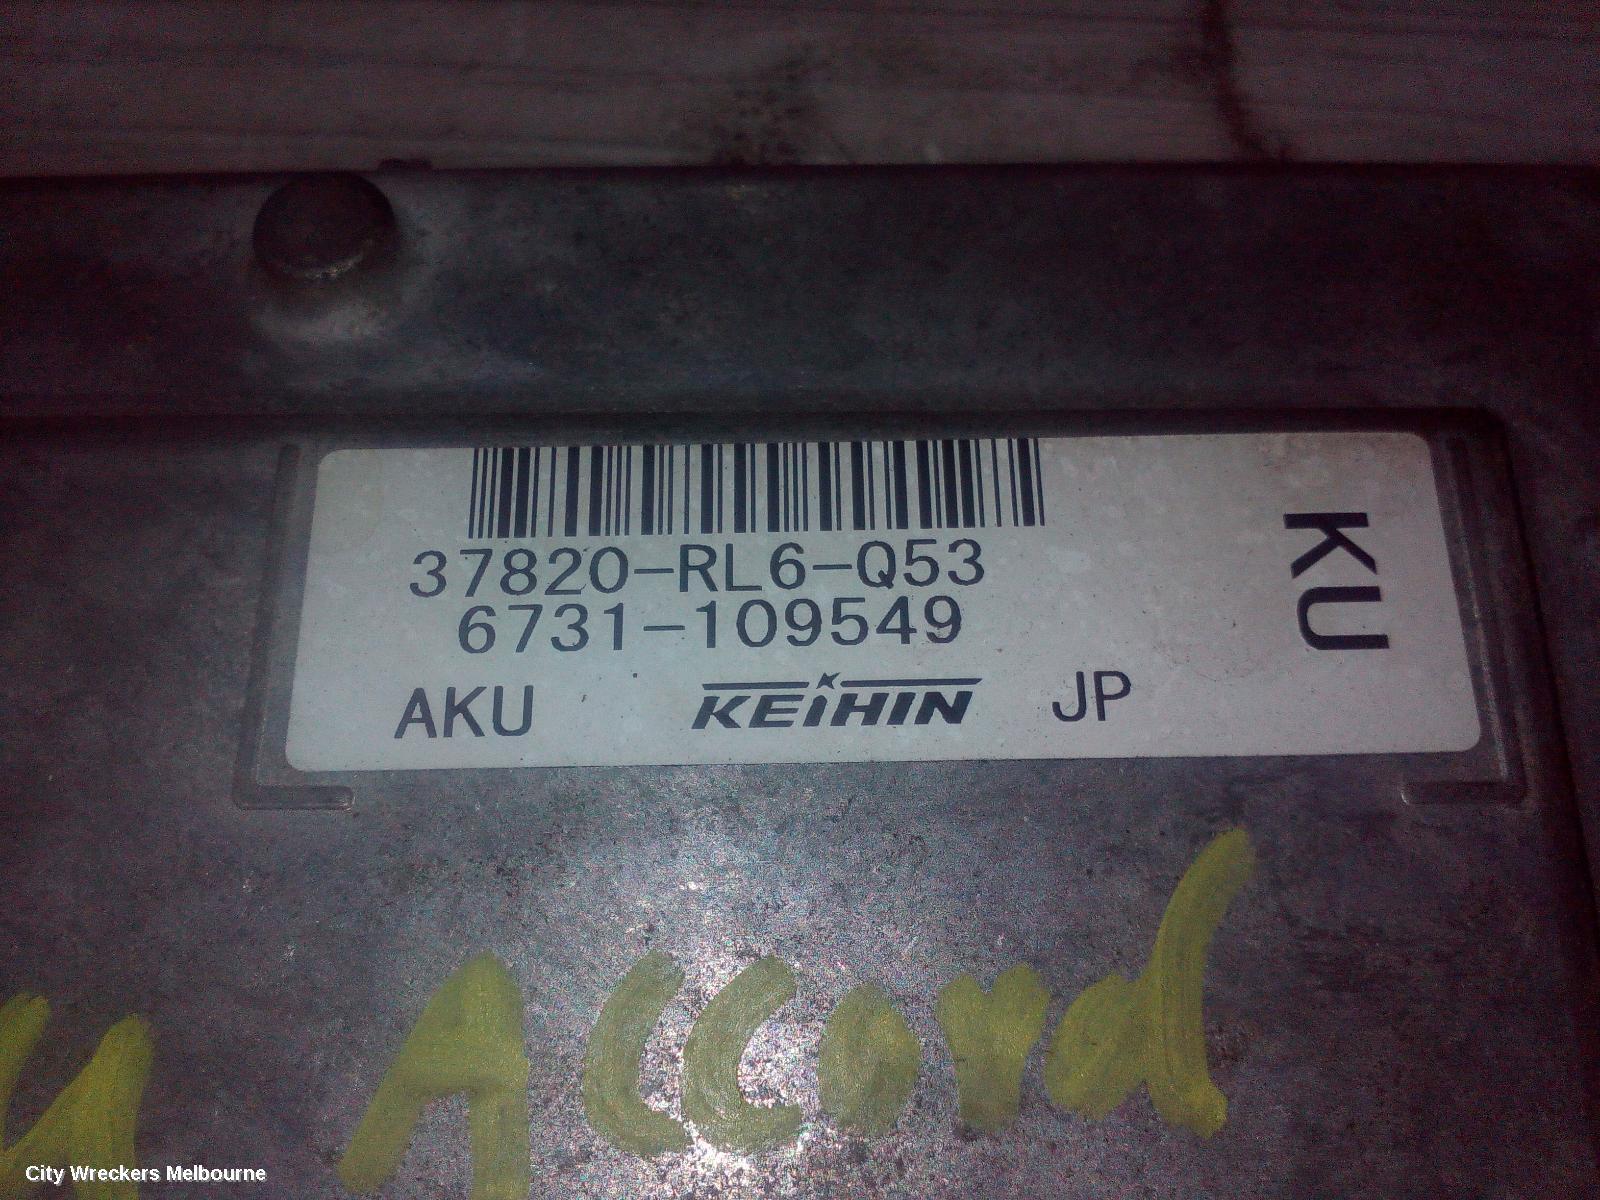 37820-RL6-Q53
6731-109549
AKU KEIHIN JP
KU
Accord
City Wreckers Melbourne